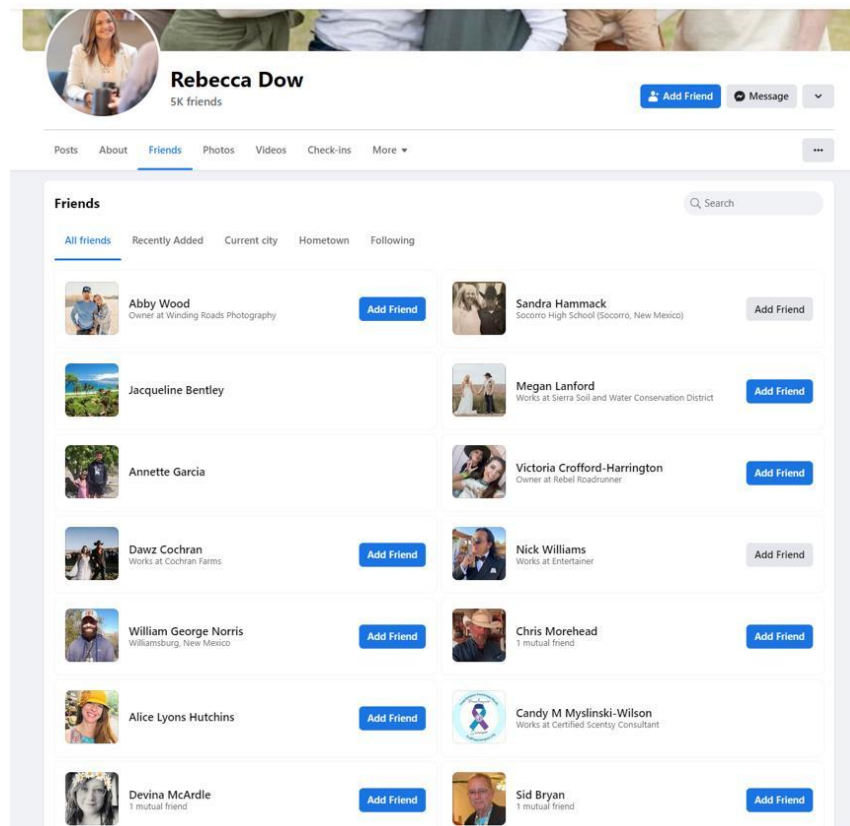 Rebecca Dow
5K friends
Add Friend
Message
Posts
About
Friends
Photos
Videos
Check-ins
More
Friends
Search
All friends
Recently Added
Current city
Hometown
Following
Abby Wood
Owner at Winding Roads Photography
Add Friend
Sandra Hammack
Socorro High School (Socorro, New Mexico)
Add Friend
Jacqueline Bentley
Megan Lanford
Works at Sierra Soil and Water Conservation District
Add Friend
Annette Garcia
Victoria Crofford-Harrington
Owner at Rebel Roadrunner
Add Friend
Dawz Cochran
Works at Cochran Farms
Add Friend
Nick Williams
Works at Entertainer
Add Friend
William George Norris
Williamsburg, New Mexico
Add Friend
Chris Morehead
1 mutual friend
Add Friend
Alice Lyons Hutchins
Add Friend
Candy M Myslinski-Wilson
Works at Certified Scentsy Consultant
Devina McArdle
1 mutual friend
Add Friend
Sid Bryan
1 mutual friend
Add Friend